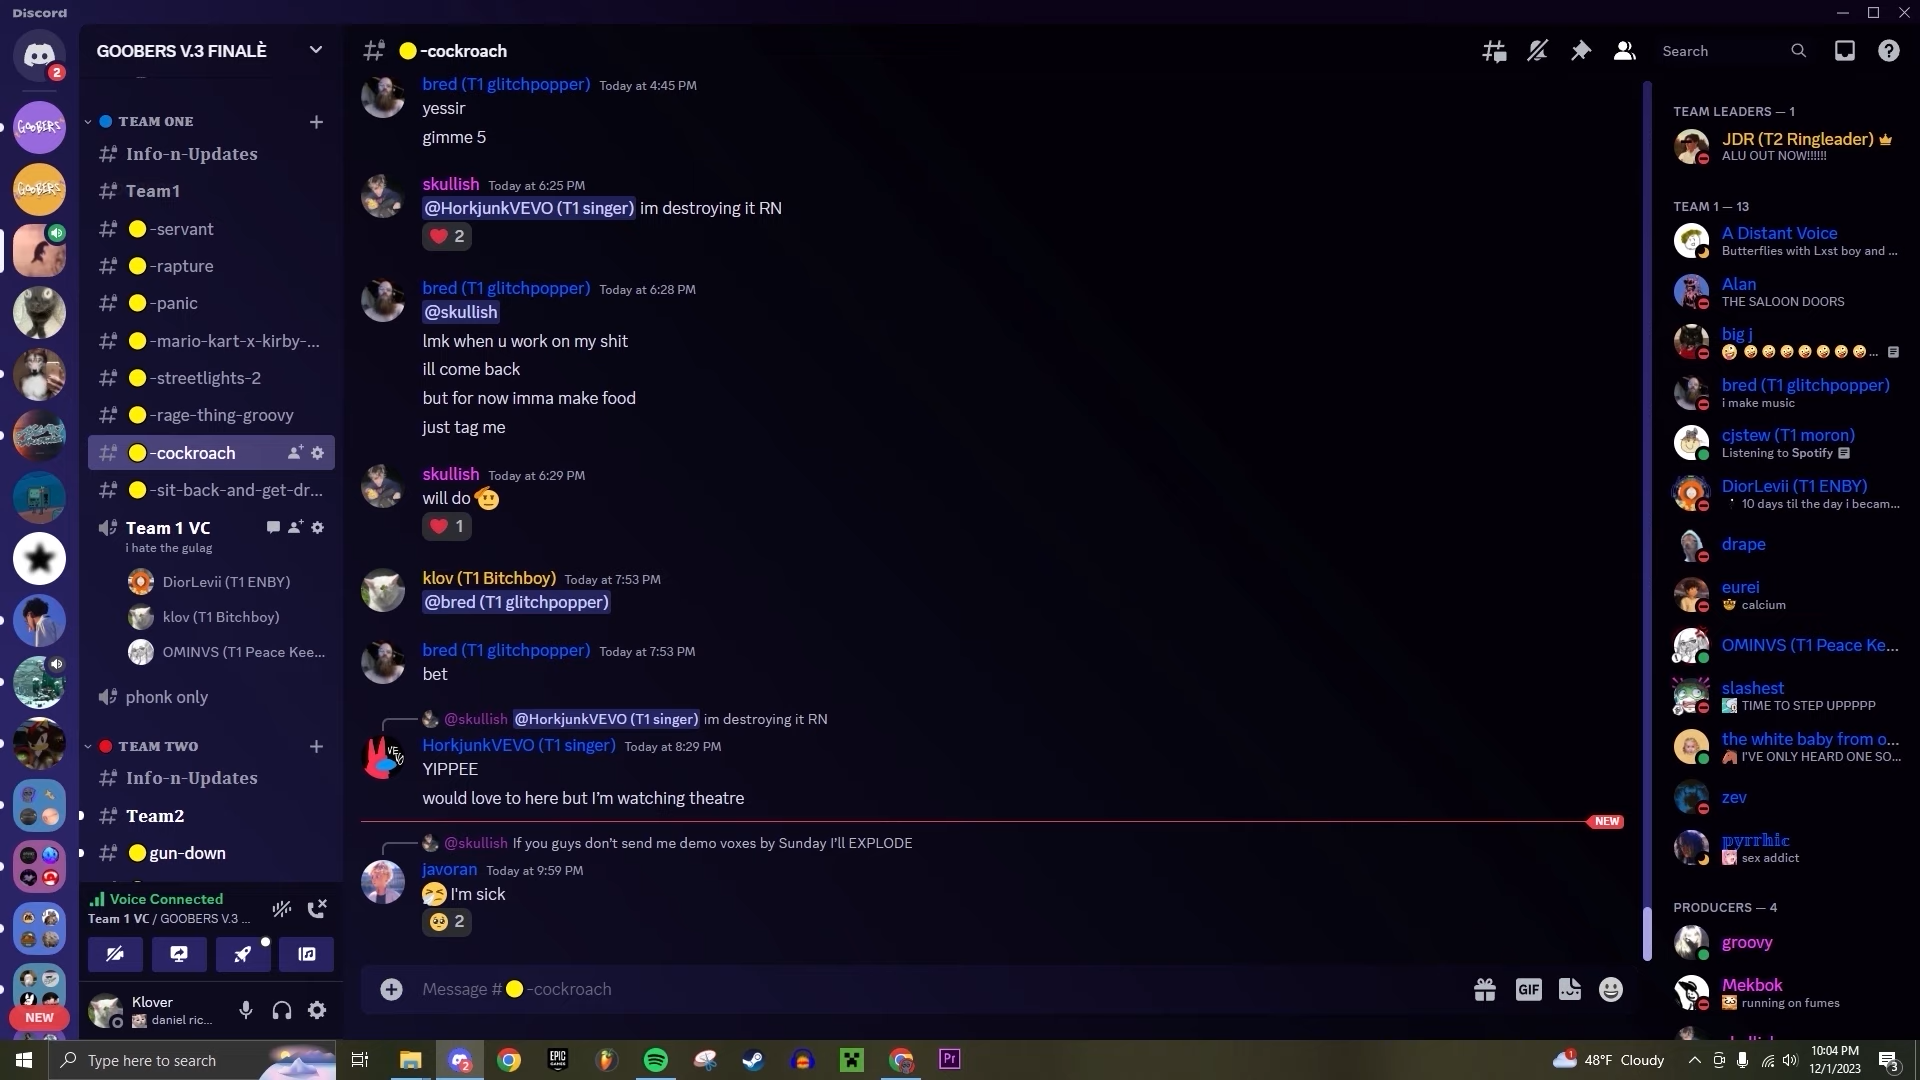 Discord
GOOBERS V.3 FINALÈ
TEAM ONE
Info-n-Updates
Team1
-servant
-rapture
-panic
-mario-kart-x-kirby-...
-streetlights-2
-rage-thing-groovy
-cockroach
-sit-back-and-get-dr...
Team 1 VC
i hate the gulag
DiorLevii (T1 ENBY)
klov (T1 Bitchboy)
OMINVS (T1 Peace Kee...
phonk only
TEAM TWO
Info-n-Updates
Team2
gun-down
Voice Connected
Team 1 VC / GOOBERS V.3 ...
Klover
daniel ric...
2
GOOBERS
GOOBERS
NEW
-cockroach
Search
bred (T1 glitchpopper) Today at 4:45 PM
yessir
gimme 5
skullish Today at 6:25 PM
@HorkjunkVEVO (T1 singer) im destroying it RN
2
bred (T1 glitchpopper) Today at 6:28 PM
@skullish
lmk when u work on my shit
ill come back
but for now imma make food
just tag me
skullish Today at 6:29 PM
will do
1
klov (T1 Bitchboy) Today at 7:53 PM
@bred (T1 glitchpopper)
bred (T1 glitchpopper) Today at 7:53 PM
bet
@skullish @HorkjunkVEVO (T1 singer) im destroying it RN
HorkjunkVEVO (T1 singer) Today at 8:29 PM
YIPPEE
would love to here but I'm watching theatre
NEW
@skullish If you guys don't send me demo voxes by Sunday I'll EXPLODE
javoran Today at 9:59 PM
I'm sick
2
Message # -cockroach
GIF
TEAM LEADERS — 1
JDR (T2 Ringleader)
ALU OUT NOW!!!!!!
TEAM 1 — 13
A Distant Voice
Butterflies with Lxst boy and ...
Alan
THE SALOON DOORS
big j
...
bred (T1 glitchpopper)
i make music
cjstew (T1 moron)
Listening to Spotify
DiorLevii (T1 ENBY)
10 days til the day i becam...
drape
eurei
calcium
OMINVS (T1 Peace Ke...
slashest
TIME TO STEP UPPPPP
the white baby from o...
I'VE ONLY HEARD ONE SO...
zev
pyrrhic
sex addict
PRODUCERS — 4
groovy
Mekbok
running on fumes
Type here to search
EPIC GAMES
2
Pr
1
48°F Cloudy
10:04 PM
12/1/2023
3